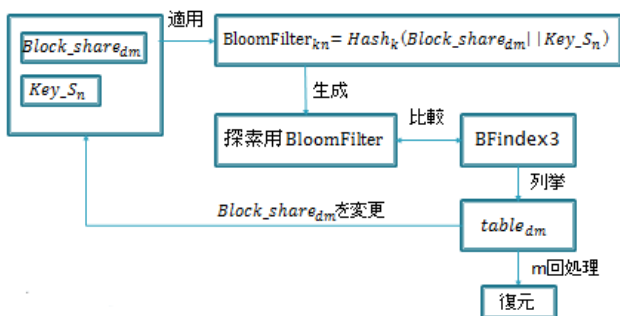 Block_share_dm
Key_S_n
適用
BloomFilter_kn = Hash_k(Block_share_dm||Key_S_n)
生成
探索用BloomFilter
比較
BFindex3
列挙
Block_share_dmを変更
table_dm
m回処理
復元